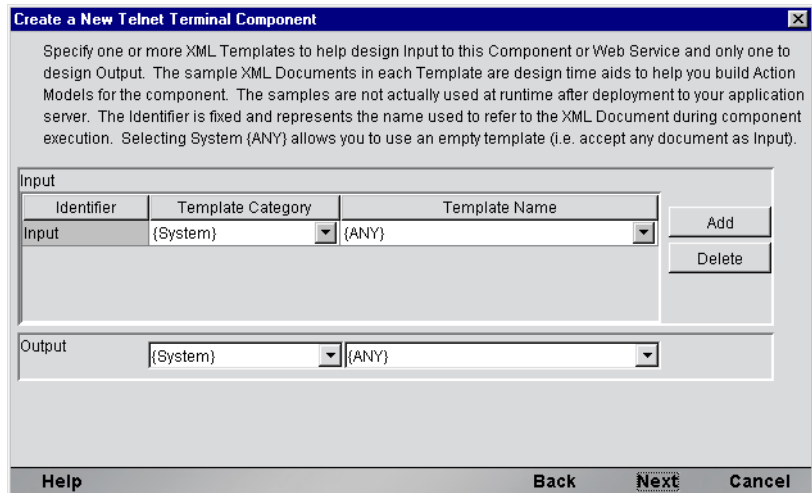 Create a New Telnet Terminal Component
Specify one or more XML Templates to help design Input to this Component or Web Service and only one to
design Output. The sample XML Documents in each Template are design time aids to help you build Action
Models for the component. The samples are not actually used at runtime after deployment to your application
server. The Identifier is fixed and represents the name used to refer to the XML Document during component
execution. Selecting System {ANY} allows you to use an empty template (i.e. accept any document as Input).
Input
Identifier Template Category Template Name
Input {System} {ANY}
Add
Delete
Output {System} {ANY}
Help Back Next Cancel